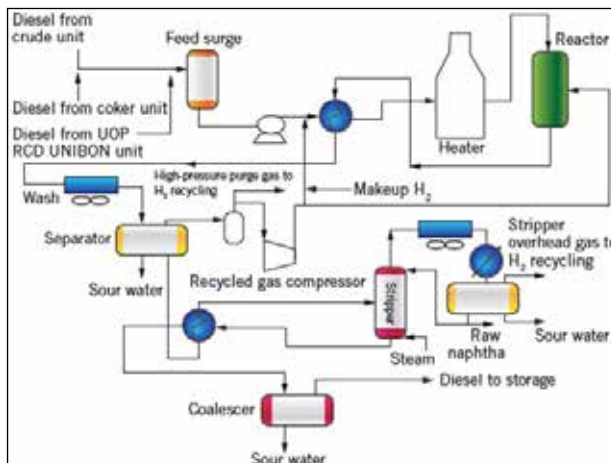 Diesel from
crude unit
Feed surge
Reactor
Diesel from coker unit
Diesel from UOP
RCD UNIBON unit
Heater
High-pressure purge gas to
H2 recycling
Makeup H2
Wash
Separator
Stripper
overhead gas to
H2 recycling
Sour water
Recycled gas compressor
Stripper
Raw
naphtha
Sour water
Steam
Diesel to storage
Coalescer
Sour water